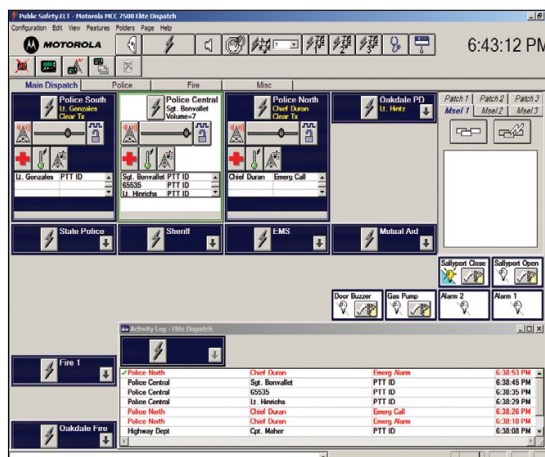 Public Safety.ELT - Motorola MCC 7500 Elite Dispatch
Configuration Edit View Features Folders Page Help
MOTOROLA
1
6:43:12 PM
Main Dispatch Police Fire Misc
Police South
Lt. Gonzales
Clear Tx
Police Central
Sgt. Bonvallet
Volume=7
Police North
Chief Duran
Clear Tx
Oakdale PD
Lt. Hintz
Patch 1 Patch 2 Patch 3
Msel 1 Msel 2 Msel 3
Lt. Gonzales PTT ID
Sgt. Bonvallet PTT ID
65535 PTT ID
Lt. Hinrichs PTT ID
Chief Duran Emerg Call
State Police
Sheriff
EMS
Mutual Aid
Sallyport Close
Sallyport Open
Door Buzzer
Gas Pump
Alarm 2
Alarm 1
Activity Log - Elite Dispatch
Fire 1
Police North Chief Duran Emerg Alarm 6:38:53 PM
Police Central Sgt. Bonvallet PTT ID 6:38:45 PM
Police Central 65535 PTT ID 6:38:35 PM
Police Central Lt. Hinrichs PTT ID 6:38:29 PM
Police North Chief Duran Emerg Call 6:38:26 PM
Police North Chief Duran Emerg Alarm 6:38:18 PM
Highway Dept Cpt. Maher PTT ID 6:38:08 PM
Oakdale Fire